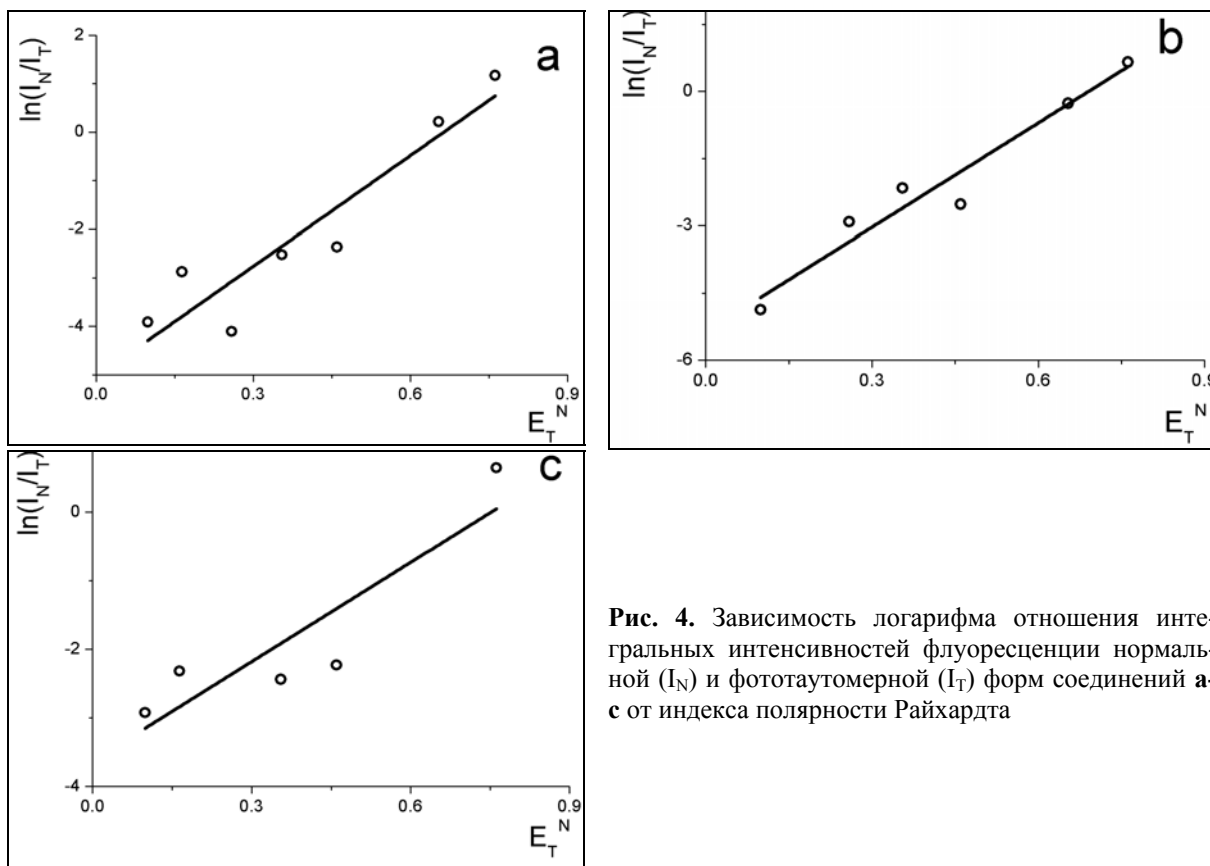 ln(I_N/I_T)
a
2
0
-2
-4
0.0 0.3 0.6 0.9
E_T^N
ln(I_N/I_T)
b
0
-3
-6
0.0 0.3 0.6 0.9
E_T^N
ln(I_N/I_T)
c
0
-2
-4
0.0 0.3 0.6 0.9
E_T^N
Рис. 4. Зависимость логарифма отношения инте-
гральных интенсивностей флуоресценции нормаль-
ной (I_N) и фототаутомерной (I_T) форм соединений a-
c от индекса полярности Райхардта